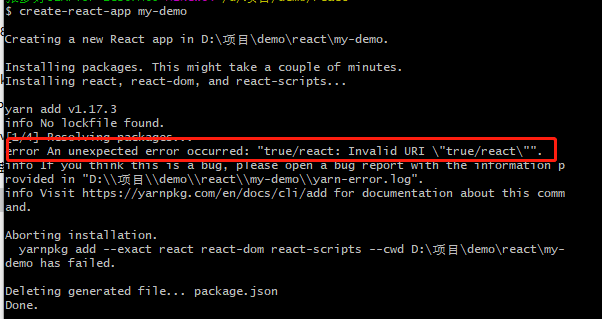 $ create-react-app my-demo
Creating a new React app in D:\项目\demo\react\my-demo.
Installing packages. This might take a couple of minutes.
Installing react, react-dom, and react-scripts...
yarn add v1.17.3
info No lockfile found.
[1/4] Resolving packages...
error An unexpected error occurred: "true/react: Invalid URI \"true/react\"".
info If you think this is a bug, please open a bug report with the information p
rovided in "D:\\项目\\demo\\react\\my-demo\\yarn-error.log".
info Visit https://yarnpkg.com/en/docs/cli/add for documentation about this comm
and.
Aborting installation.
yarnpkg add --exact react react-dom react-scripts --cwd D:\项目\demo\react\my-
demo has failed.
Deleting generated file... package.json
Done.